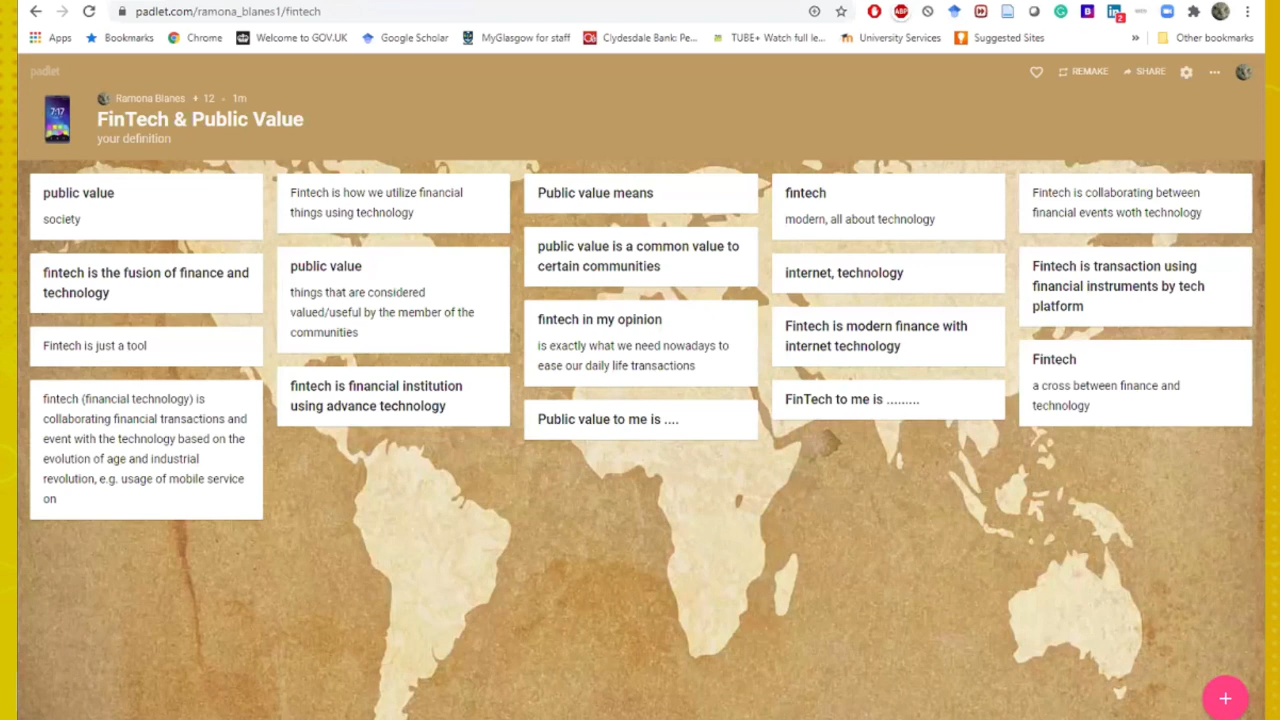 padlet.com/ramona_blanes1/fintech
2
Apps
Bookmarks
Chrome
Welcome to GOV.UK
Google Scholar
MyGlasgow for staff
Clydesdale Bank: Pe...
TUBE+ Watch full le...
University Services
Suggested Sites
»
Other bookmarks
padlet
REMAKE
SHARE
7:17
Ramona Blanes + 12 · 1m
FinTech & Public Value
your definition
public value
society
fintech is the fusion of finance and
technology
Fintech is just a tool
fintech (financial technology) is
collaborating financial transactions and
event with the technology based on the
evolution of age and industrial
revolution, e.g. usage of mobile service
on
Fintech is how we utilize financial
things using technology
public value
things that are considered
valued/useful by the member of the
communities
fintech is financial institution
using advance technology
Public value means
public value is a common value to
certain communities
fintech in my opinion
is exactly what we need nowadays to
ease our daily life transactions
Public value to me is ....
fintech
modern, all about technology
internet, technology
Fintech is modern finance with
internet technology
FinTech to me is .........
Fintech is collaborating between
financial events woth technology
Fintech is transaction using
financial instruments by tech
platform
Fintech
a cross between finance and
technology